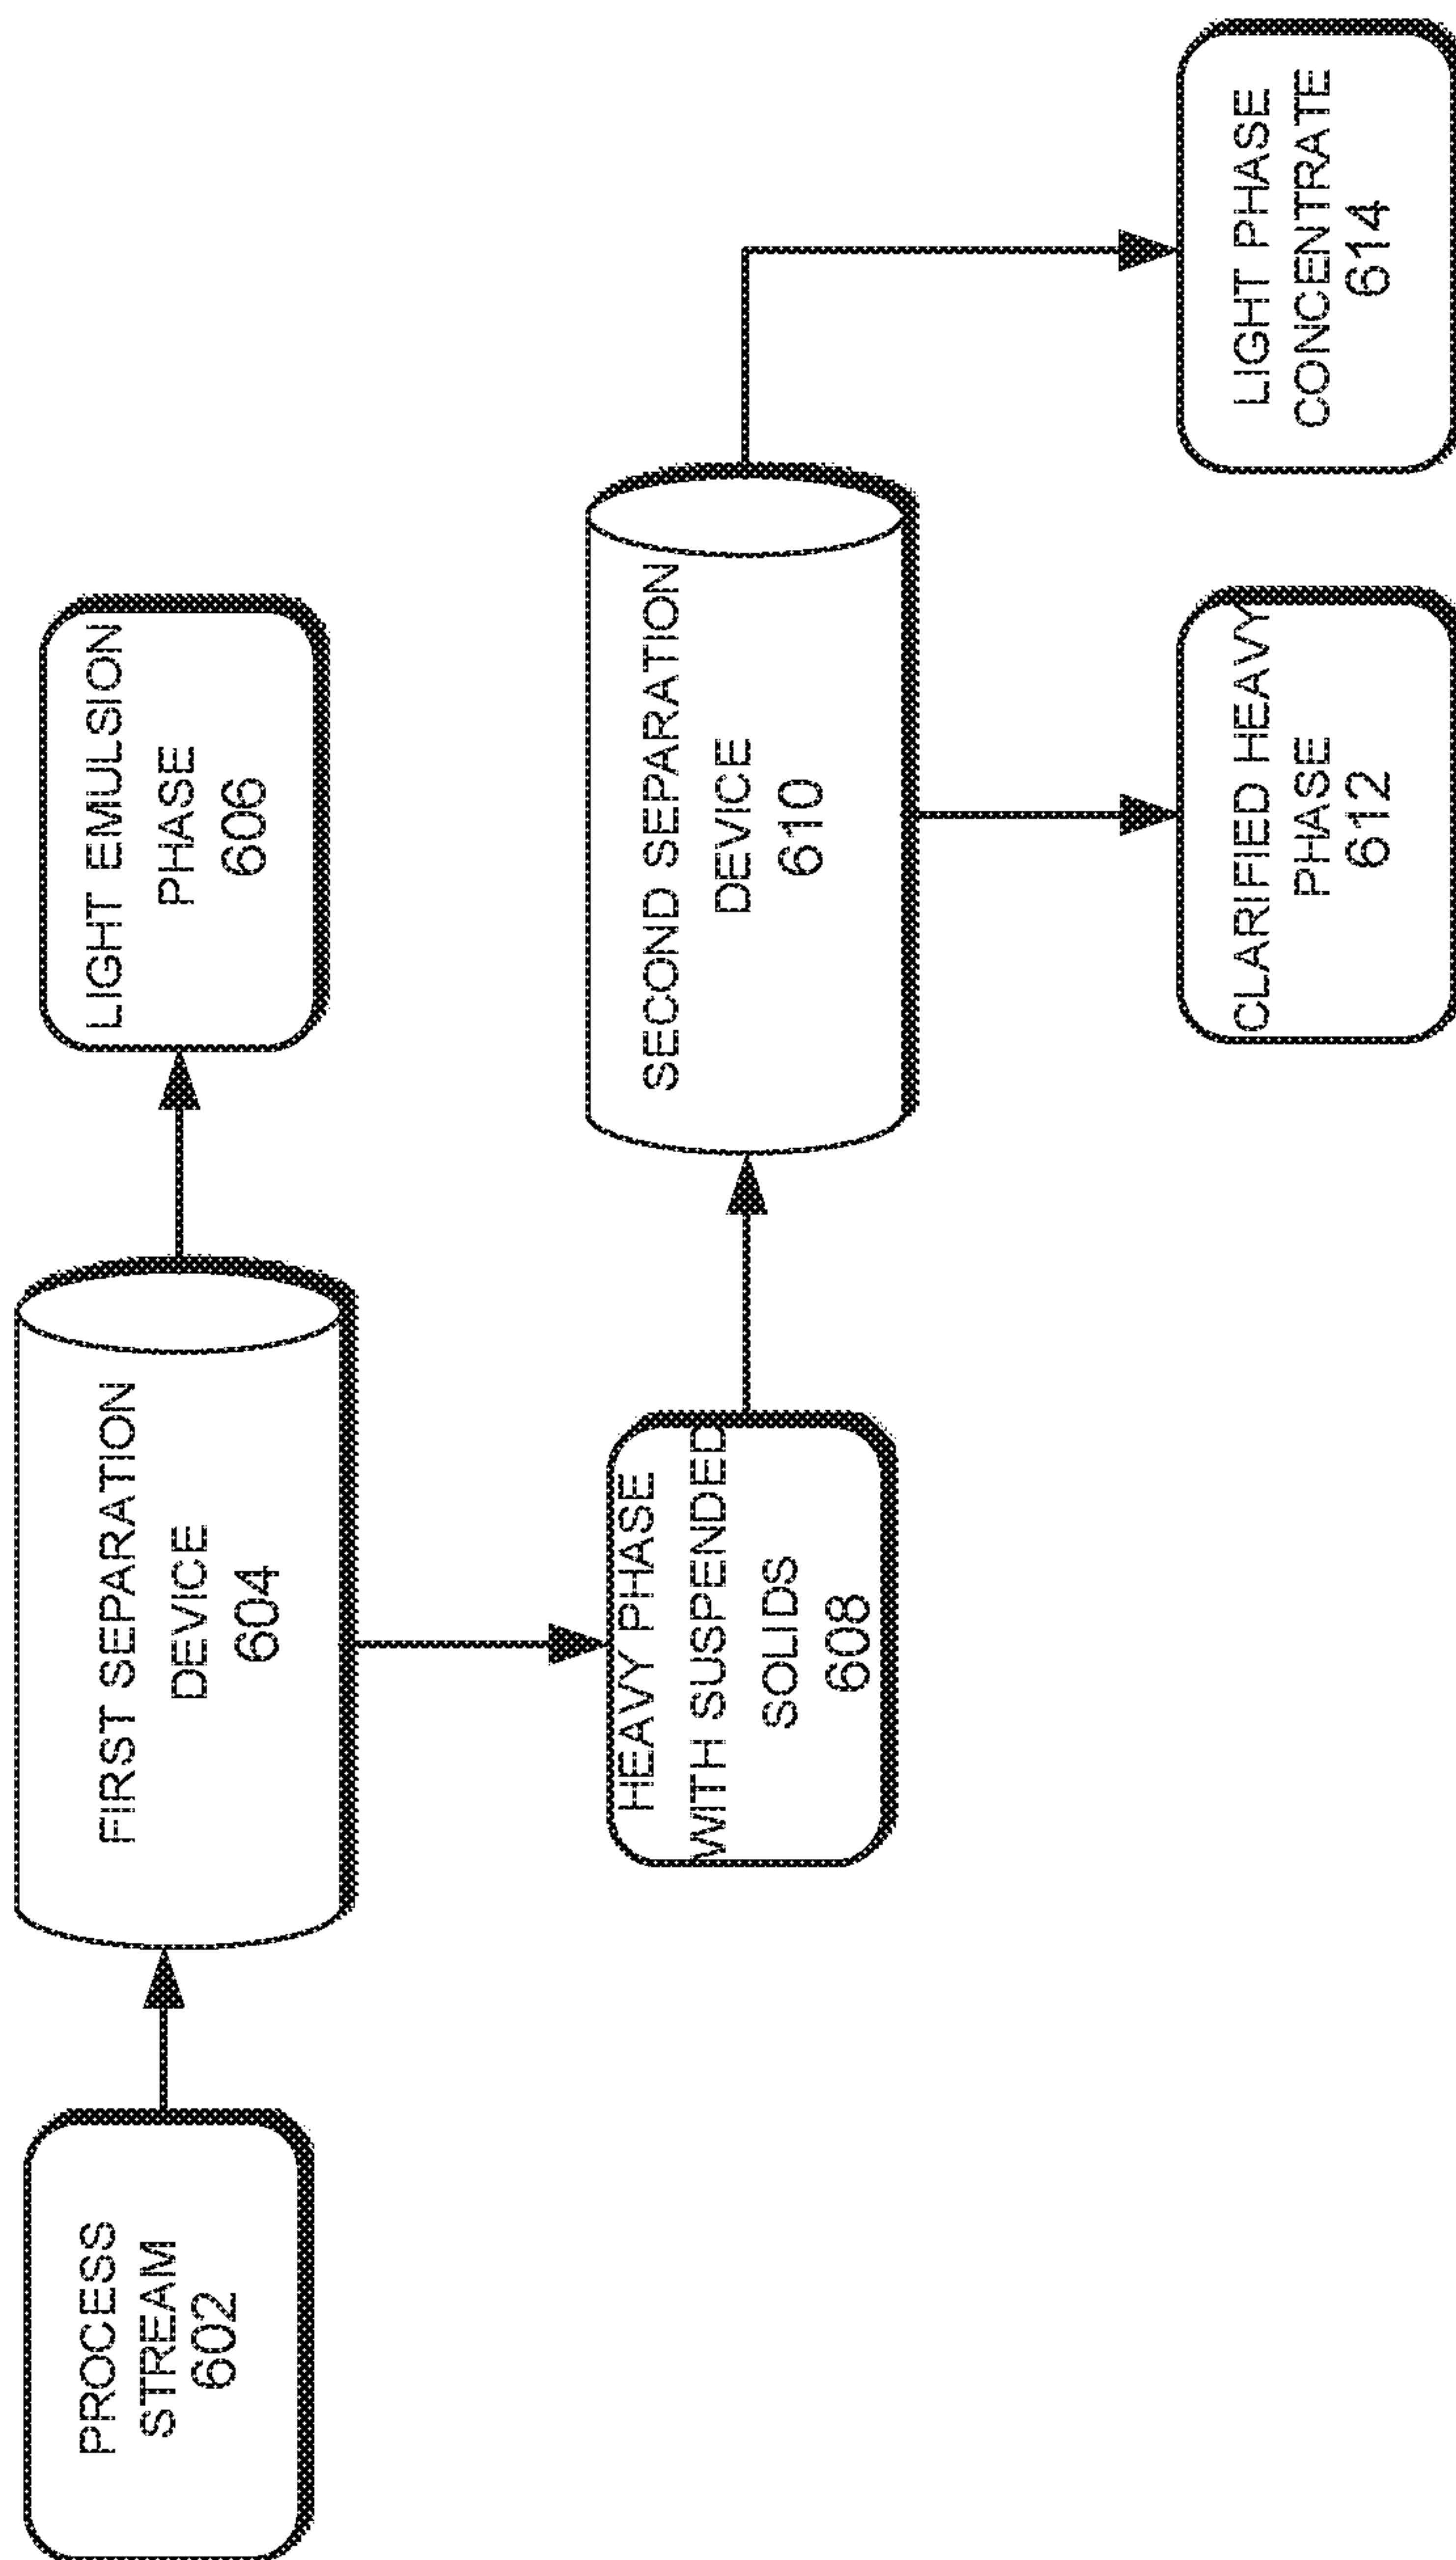 PROCESS
STREAM
602
FIRST SEPARATION
DEVICE
604
LIGHT EMULSION
PHASE
606
HEAVY PHASE
WITH SUSPENDED
SOLIDS
608
SECOND SEPARATION
DEVICE
610
CLARIFIED HEAVY
PHASE
612
LIGHT PHASE
CONCENTRATE
614